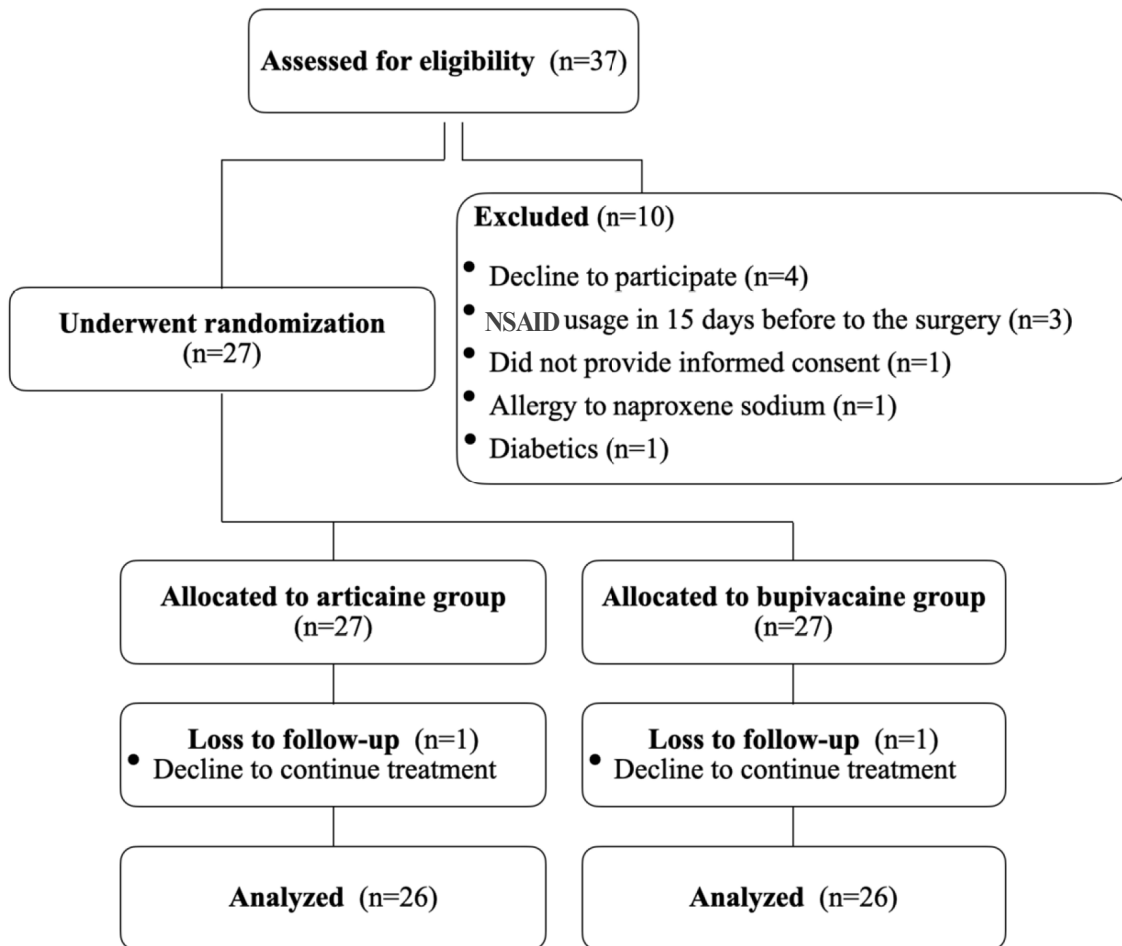 Assessed for eligibility (n=37)
Excluded (n=10)
• Decline to participate (n=4)
• NSAID usage in 15 days before to the surgery (n=3)
• Did not provide informed consent (n=1)
• Allergy to naproxene sodium (n=1)
• Diabetics (n=1)
Underwent randomization
(n=27)
Allocated to articaine group
(n=27)
Allocated to bupivacaine group
(n=27)
Loss to follow-up (n=1)
• Decline to continue treatment
Loss to follow-up (n=1)
• Decline to continue treatment
Analyzed (n=26)
Analyzed (n=26)